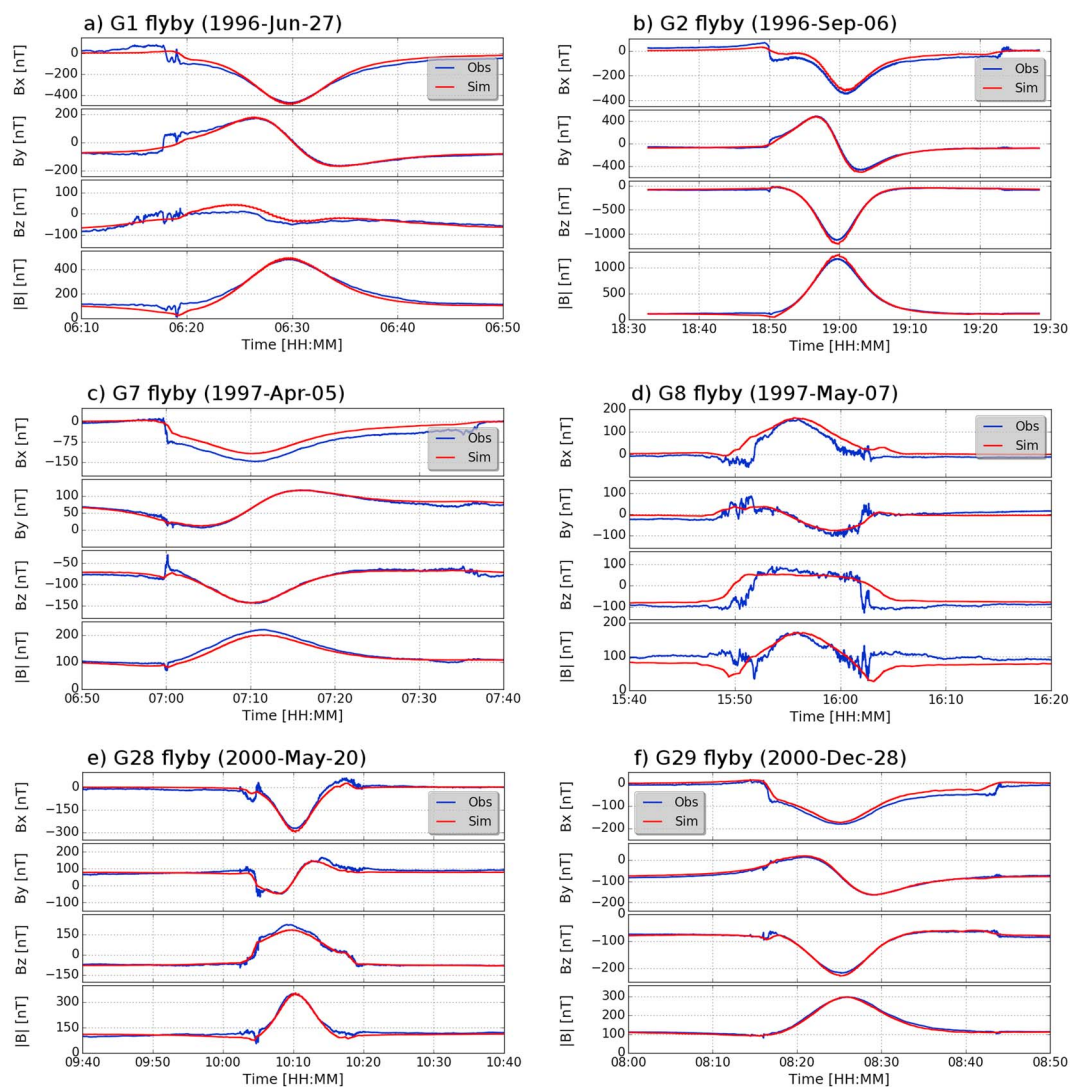 a) G1 flyby (1996-Jun-27)
Bx [nT]
0
−200
−400
Obs
Sim
By [nT]
200
0
−200
Bz [nT]
100
0
−100
|B| [nT]
400
200
0
06:10 06:20 06:30 06:40 06:50
Time [HH:MM]
b) G2 flyby (1996-Sep-06)
Bx [nT]
0
−200
−400
Obs
Sim
By [nT]
400
0
−400
Bz [nT]
0
−500
−1000
|B| [nT]
1000
500
0
18:30 18:40 18:50 19:00 19:10 19:20 19:30
Time [HH:MM]
c) G7 flyby (1997-Apr-05)
Bx [nT]
0
−75
−150
Obs
Sim
By [nT]
100
50
0
Bz [nT]
−50
−100
−150
|B| [nT]
200
100
0
06:50 07:00 07:10 07:20 07:30 07:40
Time [HH:MM]
d) G8 flyby (1997-May-07)
Bx [nT]
200
100
0
Obs
Sim
By [nT]
100
0
−100
Bz [nT]
100
0
−100
|B| [nT]
200
100
0
15:40 15:50 16:00 16:10 16:20
Time [HH:MM]
e) G28 flyby (2000-May-20)
Bx [nT]
0
−150
−300
Obs
Sim
By [nT]
200
100
0
−100
Bz [nT]
150
0
−150
|B| [nT]
300
150
0
09:40 09:50 10:00 10:10 10:20 10:30 10:40
Time [HH:MM]
f) G29 flyby (2000-Dec-28)
Bx [nT]
0
−100
−200
Obs
Sim
By [nT]
0
−100
Bz [nT]
0
−100
−200
|B| [nT]
300
200
100
0
08:00 08:10 08:20 08:30 08:40 08:50
Time [HH:MM]